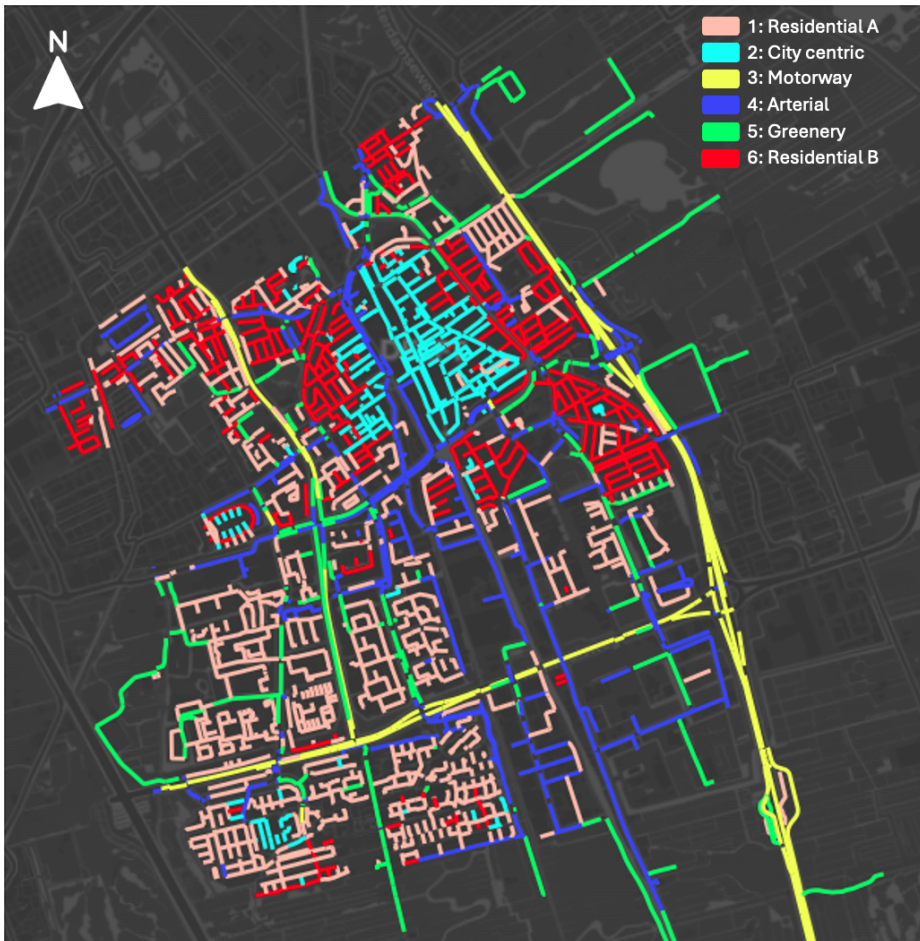 N
1: Residential A
2: City centric
3: Motorway
4: Arterial
5: Greenery
6: Residential B